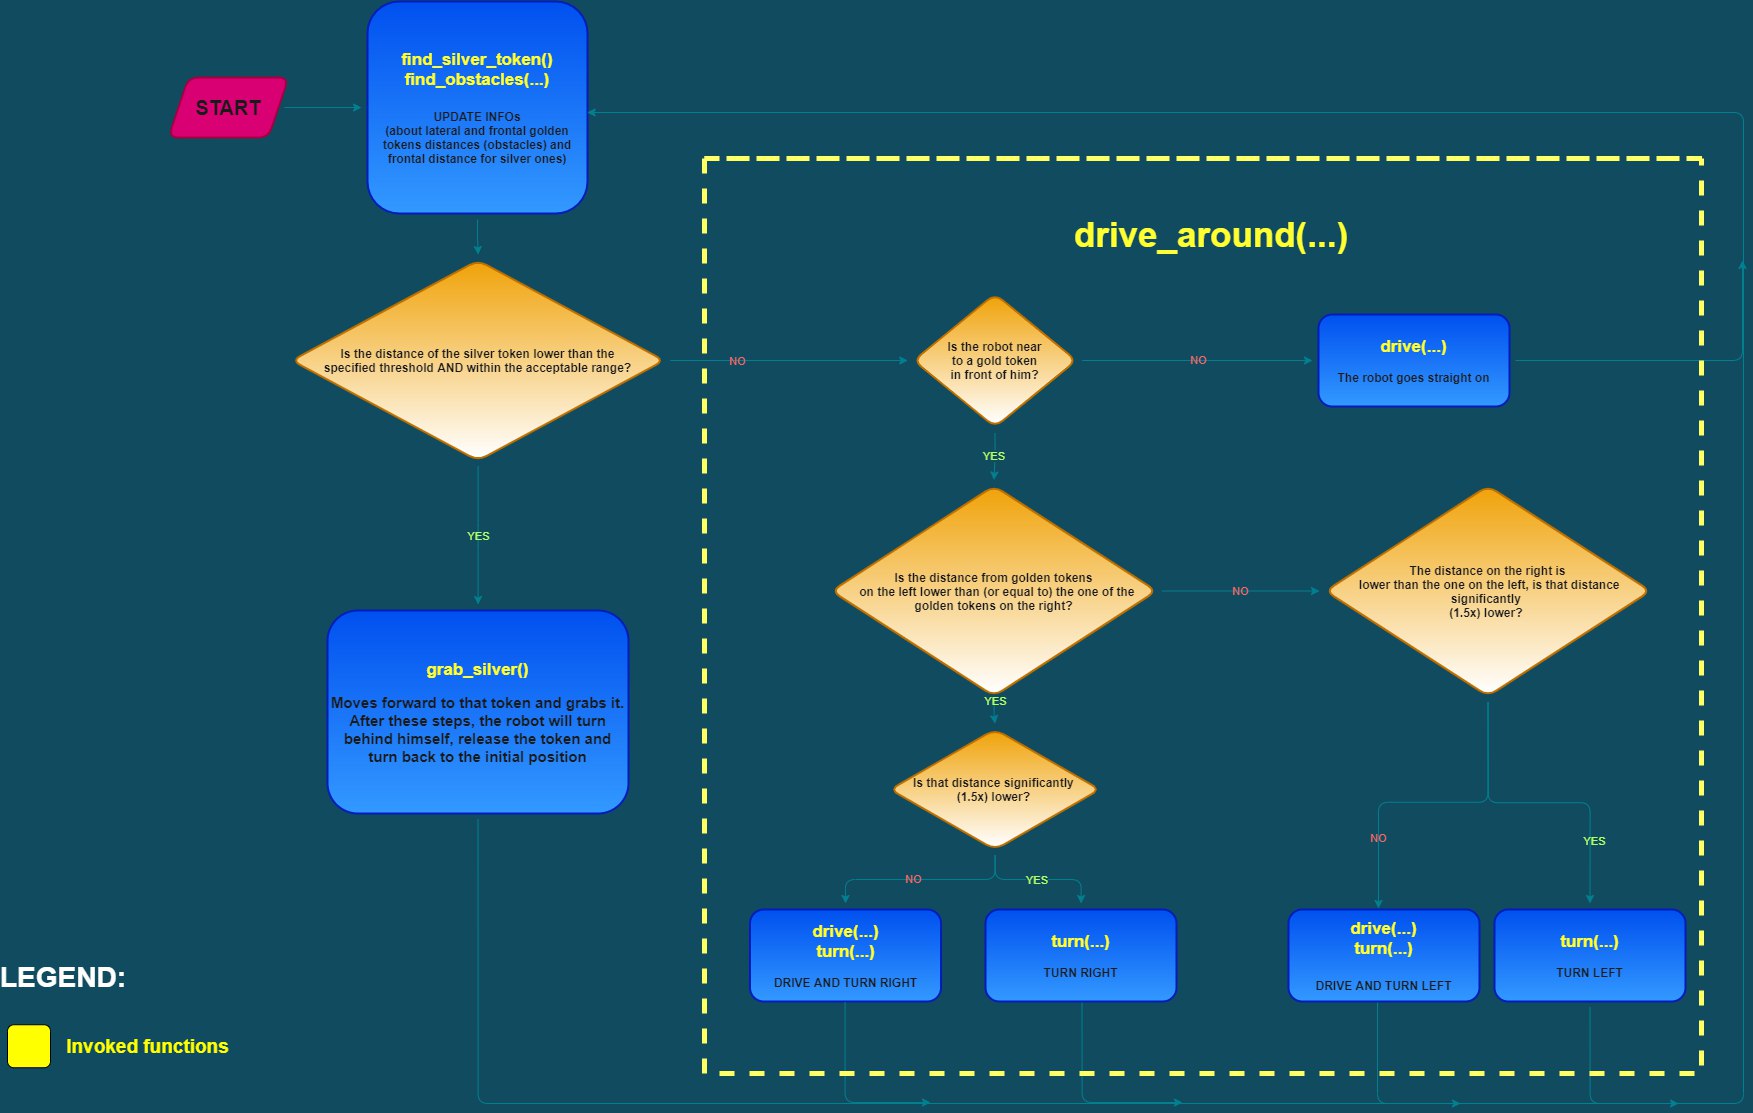 find_silver_token()
find_obstacles(...)
UPDATE INFOs
(about lateral and frontal golden
tokens distances (obstacles) and
frontal distance for silver ones)
START
drive_around(...)
Is the distance of the silver token lower than the
specified threshold AND within the acceptable range?
NO
Is the robot near
to a gold token
in front of him?
NO
drive(...)
The robot goes straight on
YES
YES
Is the distance from golden tokens
on the left lower than (or equal to) the one of the
golden tokens on the right?
NO
The distance on the right is
lower than the one on the left, is that distance
significantly
(1.5x) lower?
grab_silver()
Moves forward to that token and grabs it.
After these steps, the robot will turn
behind himself, release the token and
turn back to the initial position
YES
Is that distance significantly
(1.5x) lower?
NO
YES
NO
YES
drive(...)
turn(...)
DRIVE AND TURN RIGHT
turn(...)
TURN RIGHT
drive(...)
turn(...)
DRIVE AND TURN LEFT
turn(...)
TURN LEFT
LEGEND:
Invoked functions